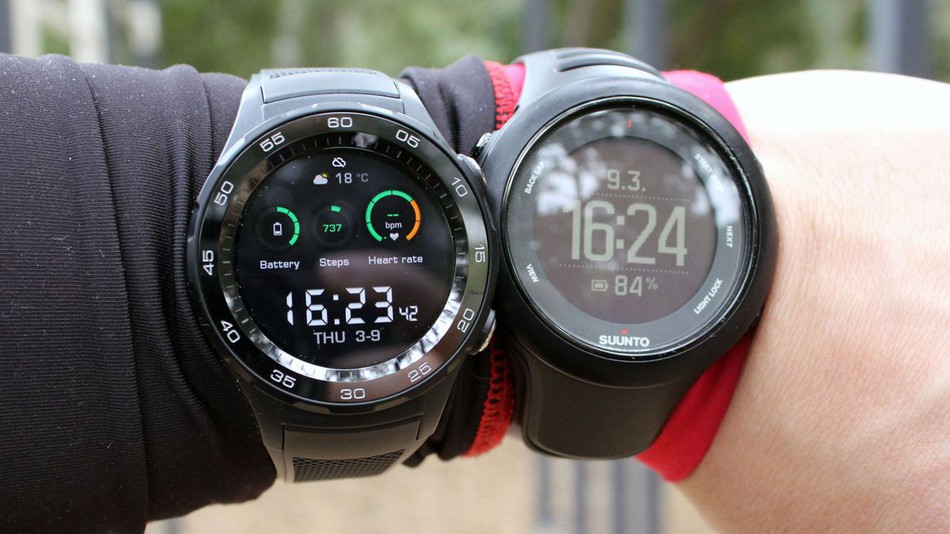 60
05
10
15
20
25
30
35
40
45
50
55
18 °C
737
--
bpm
Battery Steps Heart rate
16:23 42
THU 3-9
BACK LAP
START STOP
NEXT
LIGHT LOCK
VIEW
9.3.
16:24
84%
SUUNTO